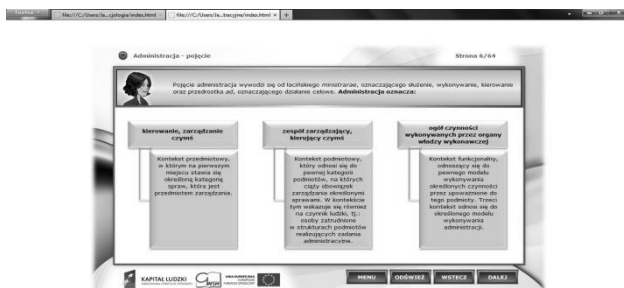 file:///C:/Users/Ja...cjologia/index.html
file:///C:/Users/Ja...tracyjne/index.html
Administracja - pojęcie
Strona 6/64
Pojęcie administracja wywodzi się od łacińskiego ministrarae, oznaczającego służenie, wykonywanie, kierowanie
oraz przedrostka ad, oznaczającego działanie celowe. Administracja oznacza:
kierowanie, zarządzanie
czymś
Kontekst przedmiotowy,
w którym na pierwszym
miejscu stawia się
określoną kategorię
spraw, która jest
przedmiotem zarządzania.
zespół zarządzający,
kierujący czymś
Kontekst podmiotowy,
który odnosi się do
pewnej kategorii
podmiotów, na których
ciąży obowiązek
zarządzania określonymi
sprawami. W kontekście
tym wskazuje się również
na czynnik ludzki, tj.:
osoby zatrudnione
w strukturach podmiotów
realizujących zadania
administracyjne.
ogół czynności
wykonywanych przez organy
władzy wykonawczej
Kontekst funkcjonalny,
odnoszący się do
pewnego modelu
wykonywania
określonych czynności
przez upoważnione do
tego podmioty. Trzeci
kontekst odnosi się do
określonego modelu
wykonywania
administracji.
KAPITAŁ LUDZKI
MENU
ODŚWIEŻ
WSTECZ
DALEJ